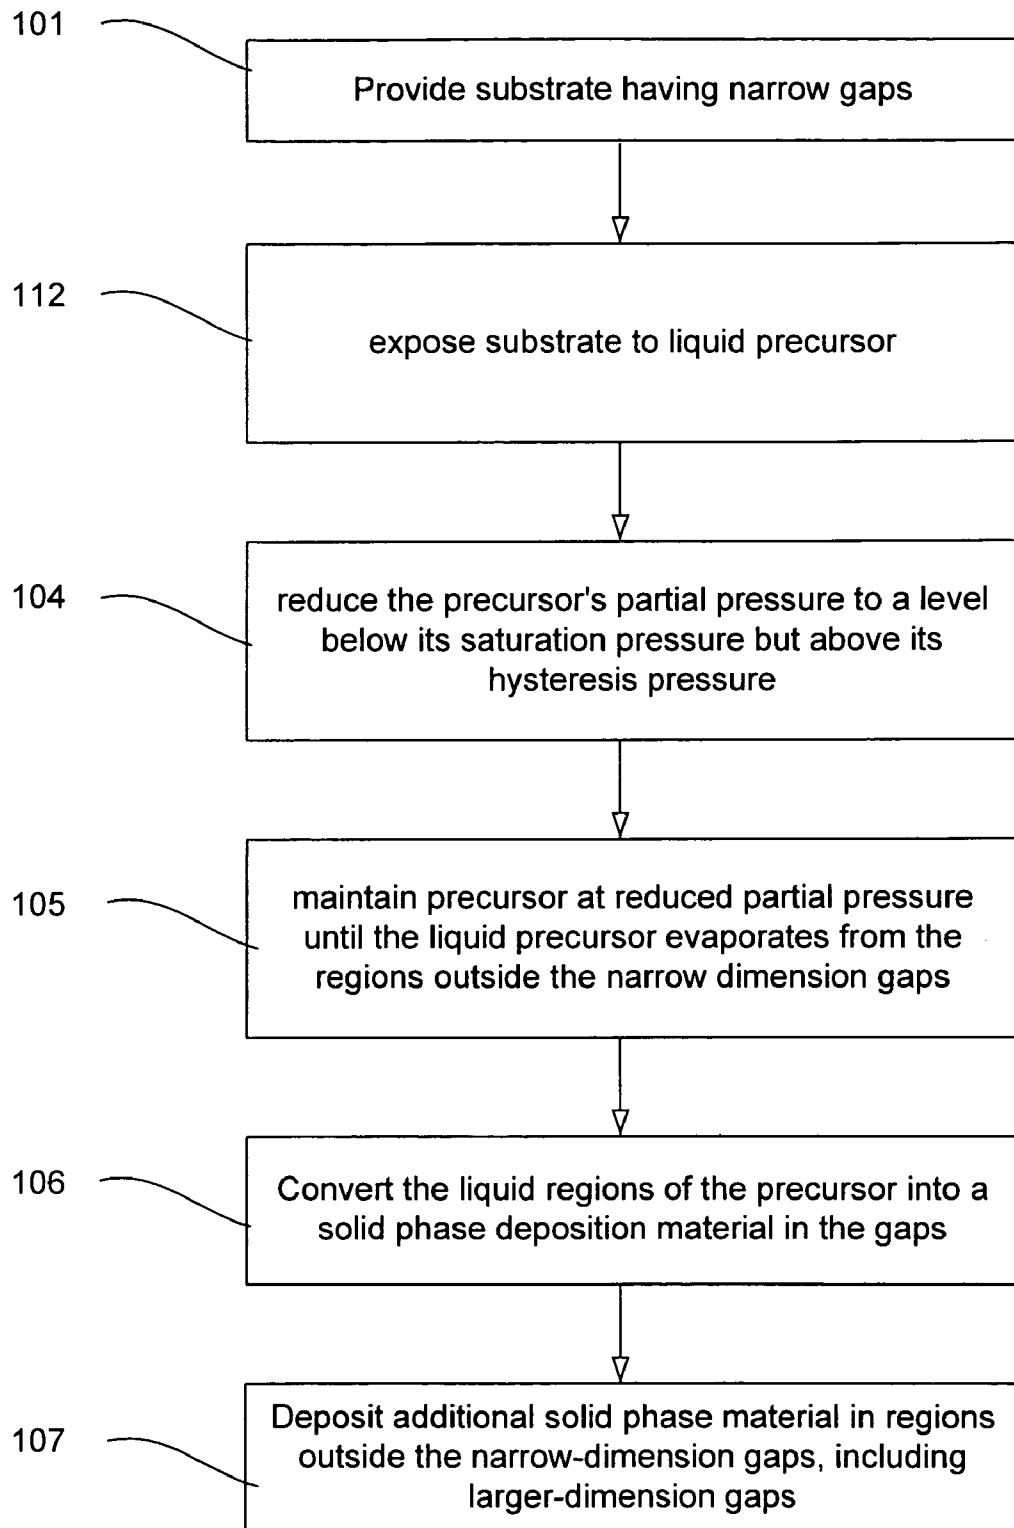 101
Provide substrate having narrow gaps
112
expose substrate to liquid precursor
104
reduce the precursor's partial pressure to a level
below its saturation pressure but above its
hysteresis pressure
105
maintain precursor at reduced partial pressure
until the liquid precursor evaporates from the
regions outside the narrow dimension gaps
106
Convert the liquid regions of the precursor into a
solid phase deposition material in the gaps
107
Deposit additional solid phase material in regions
outside the narrow-dimension gaps, including
larger-dimension gaps